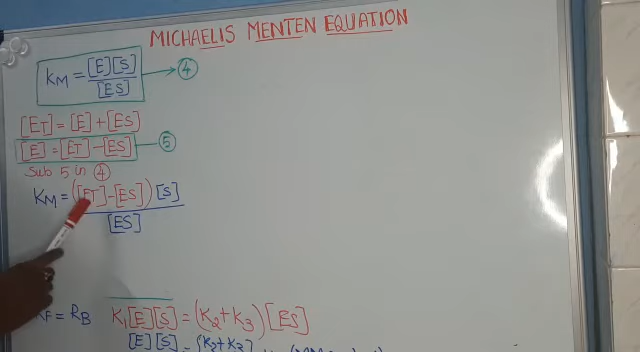 MICHAELIS MENTEN EQUATION
KM = [E][S] / [ES] → 4
[ET] = [E] + [ES]
[E] = [ET] - [ES] — 5
Sub 5 in 4
KM = ([ET] - [ES]) [S] / [ES]
= RB K1[E][S] = (K2 + K3) [ES]
[E][S]